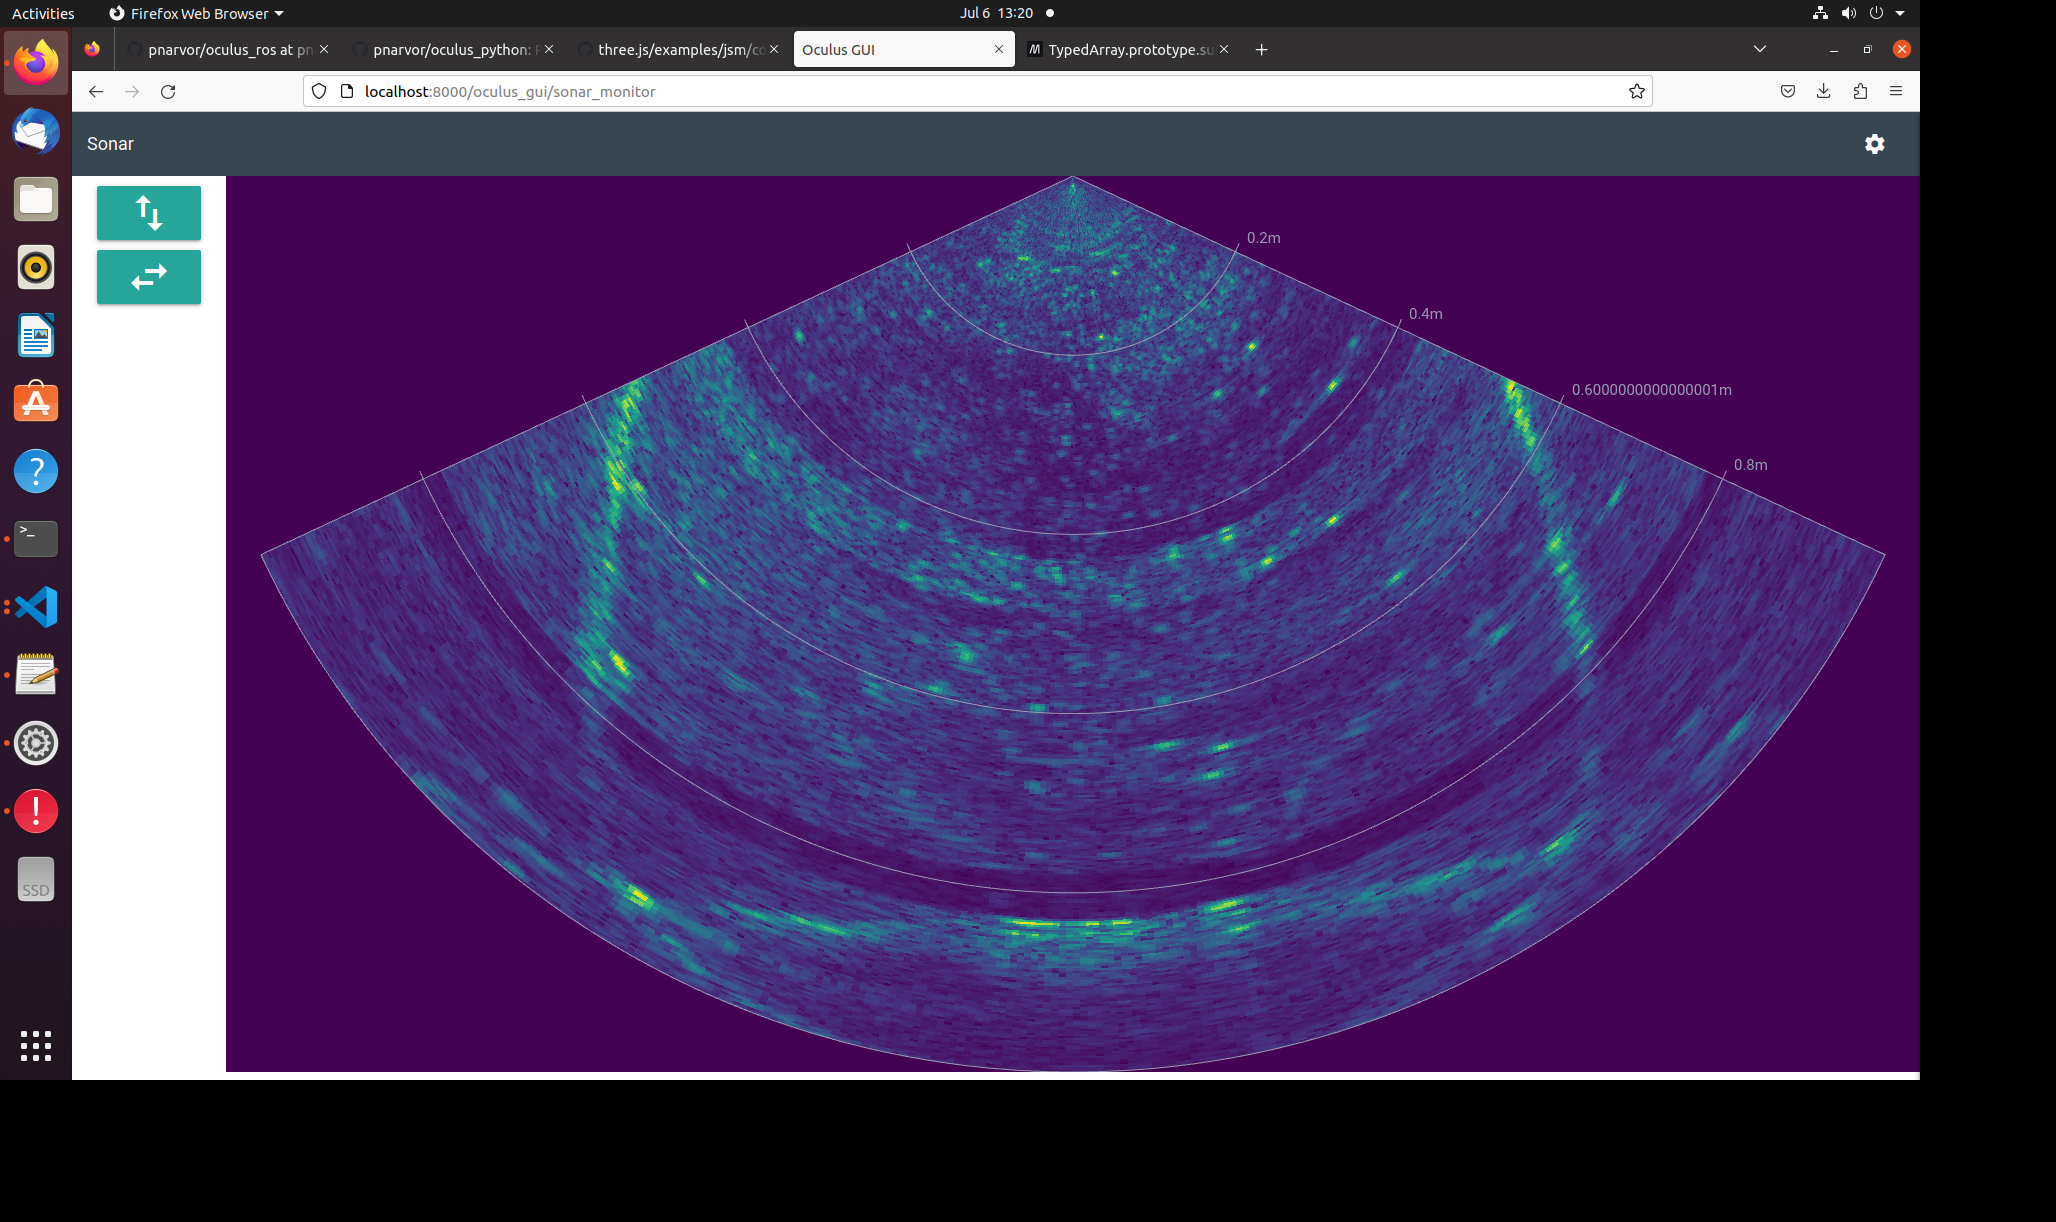 Activities
Firefox Web Browser
Jul 6 13:20
pnarvor/oculus_ros at pn
pnarvor/oculus_python:
three.js/examples/jsm/co
Oculus GUI
TypedArray.prototype.su
localhost:8000/oculus_gui/sonar_monitor
Sonar
0.2m
0.4m
0.6000000000000001m
0.8m
SSD